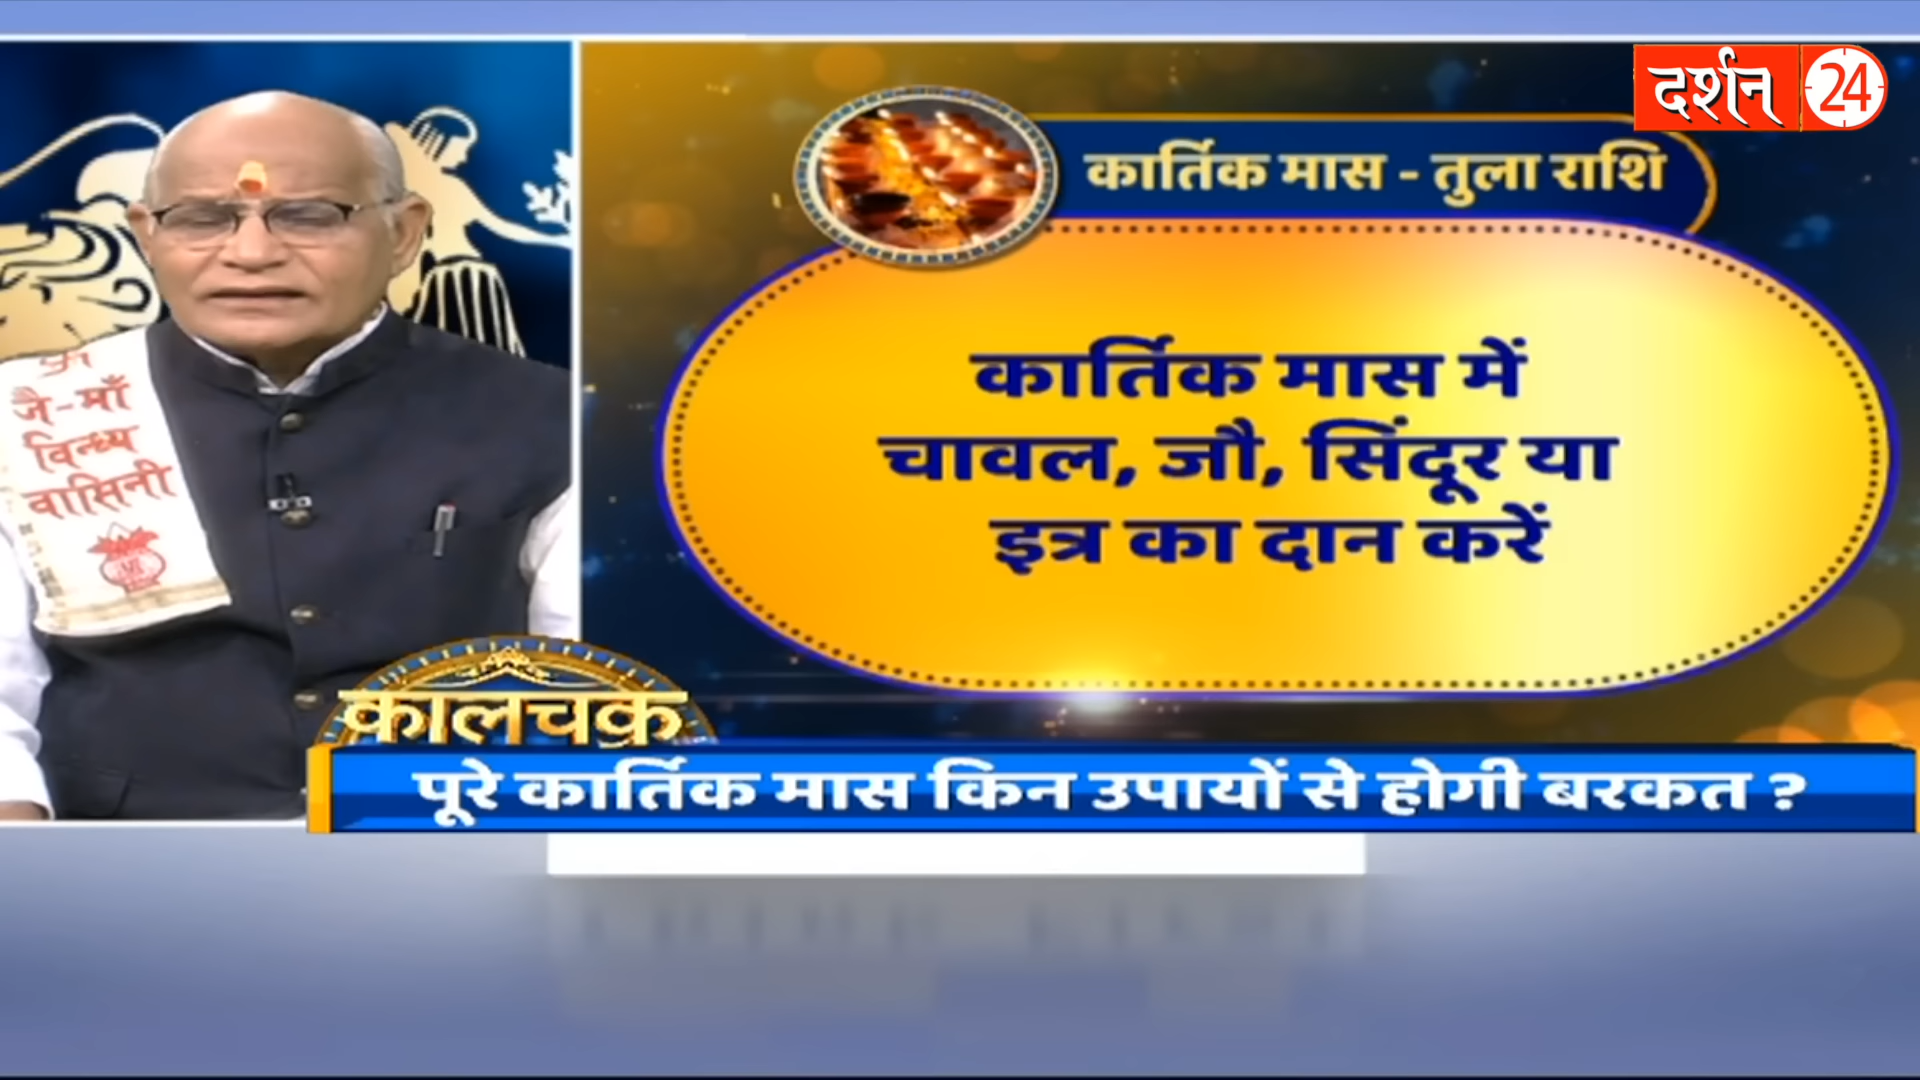 दर्शन 24
कार्तिक मास - तुला राशि
कार्तिक मास में
चावल, जौ, सिंदूर या
इत्र का दान करें
जै-माँ
विन्ध्य
वासिनी
कालचक्र
पूरे कार्तिक मास किन उपायों से होगी बरकत ?